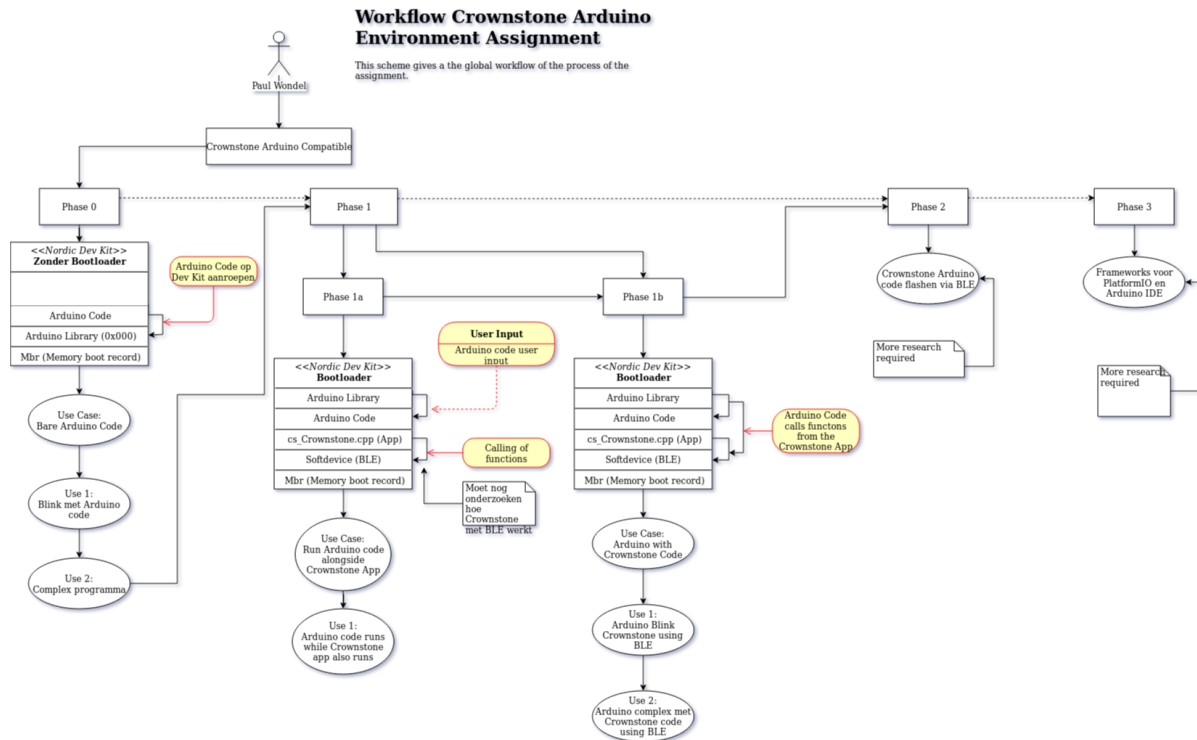 Workflow Crownstone Arduino
Environment Assignment
This scheme gives a the global workflow of the process of the
assignment.
Paul Wondel
Crownstone Arduino Compatible
Phase 0
Phase 1
Phase 2
Phase 3
<<Nordic Dev Kit>>
Zonder Bootloader
Arduino Code
Arduino Library (0x000)
Mbr (Memory boot record)
Arduino Code op
Dev Kit aanroepen
Use Case:
Bare Arduino Code
Use 1:
Blink met Arduino
code
Use 2:
Complex programma
Phase 1a
Phase 1b
<<Nordic Dev Kit>>
Bootloader
Arduino Library
Arduino Code
cs_Crownstone.cpp (App)
Softdevice (BLE)
Mbr (Memory boot record)
User Input
Arduino code user
input
Calling of
functions
Moet nog
onderzoeken
hoe
Crownstone
met BLE werkt
Use Case:
Run Arduino code
alongside
Crownstone App
Use 1:
Arduino code runs
while Crownstone
app also runs
<<Nordic Dev Kit>>
Bootloader
Arduino Library
Arduino Code
cs_Crownstone.cpp (App)
Softdevice (BLE)
Mbr (Memory boot record)
Arduino Code
calls functons
from the
Crownstone App
Use Case:
Arduino with
Crownstone Code
Use 1:
Arduino Blink
Crownstone using
BLE
Use 2:
Arduino complex met
Crownstone code
using BLE
Crownstone Arduino
code flashen via BLE
More research
required
Frameworks voor
PlatformIO en
Arduino IDE
More research
required